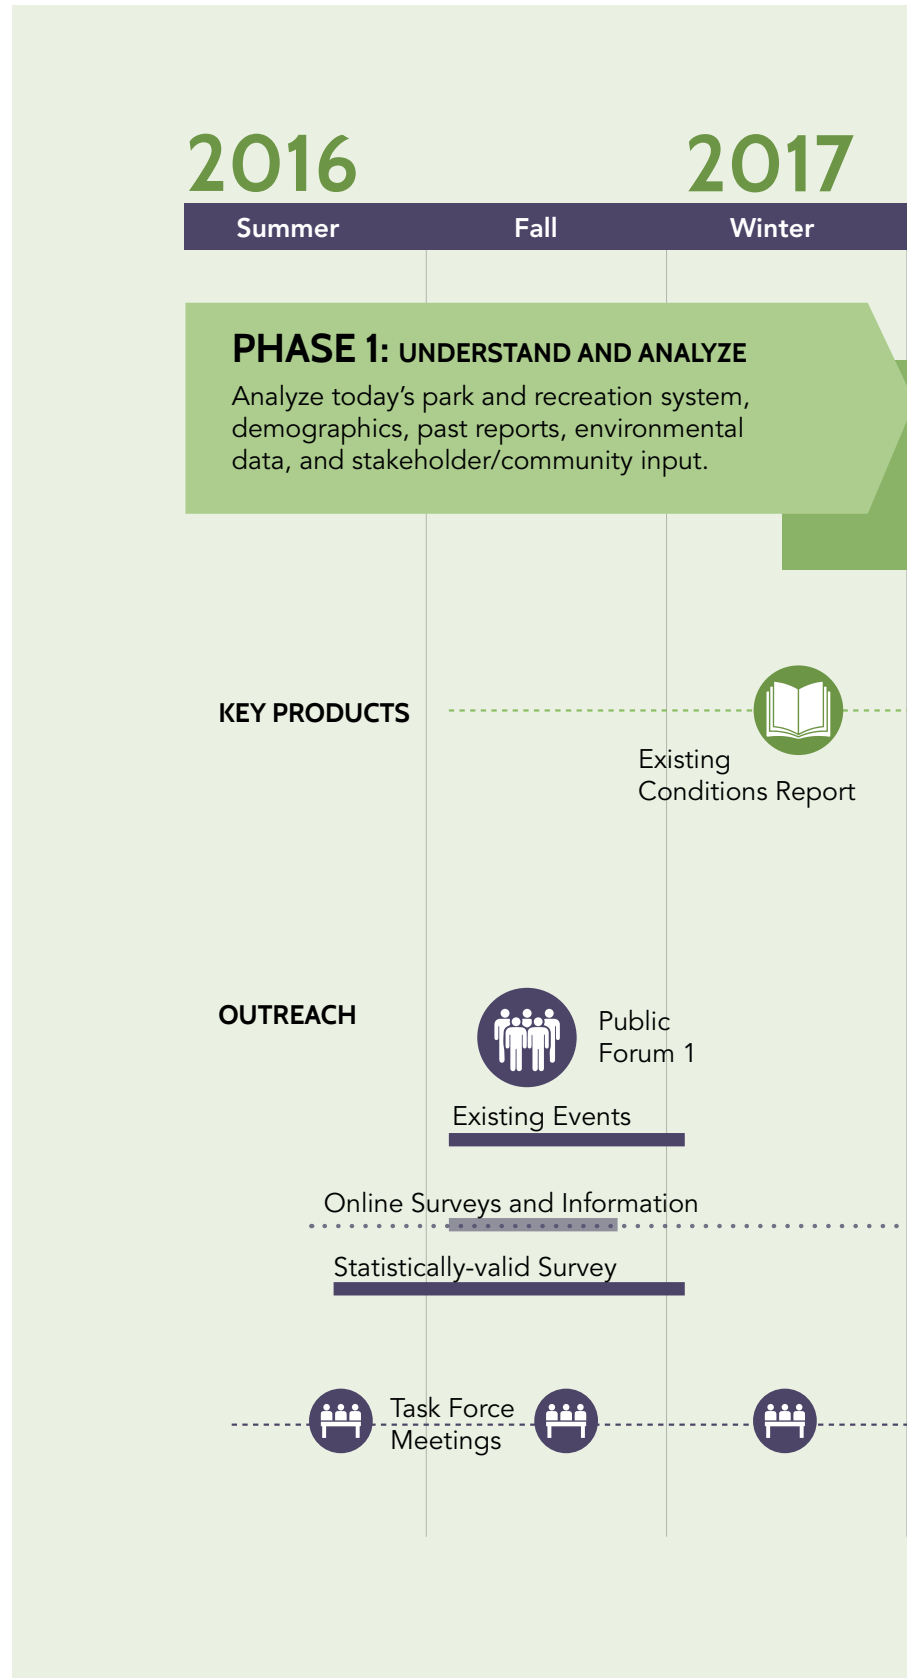 2016 2017
Summer Fall Winter
PHASE 1: UNDERSTAND AND ANALYZE
Analyze today’s park and recreation system,
demographics, past reports, environmental
data, and stakeholder/community input.
KEY PRODUCTS
Existing
Conditions Report
OUTREACH
Public
Forum 1
Existing Events
Online Surveys and Information
Statistically-valid Survey
Task Force
Meetings